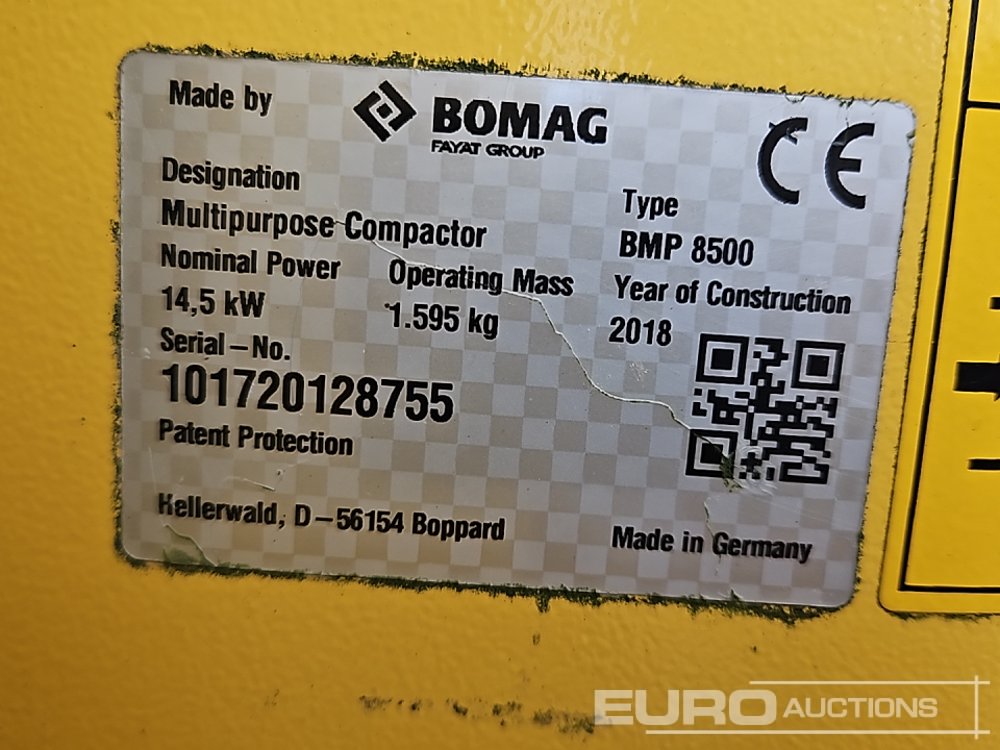 Made by
BOMAG
FAYAT GROUP
CE
Designation
Multipurpose Compactor
Type
BMP 8500
Nominal Power
14,5 kW
Operating Mass
1.595 kg
Year of Construction
2018
Serial-No.
101720128755
Patent Protection
Hellerwald, D-56154 Boppard
Made in Germany
EURO AUCTIONS